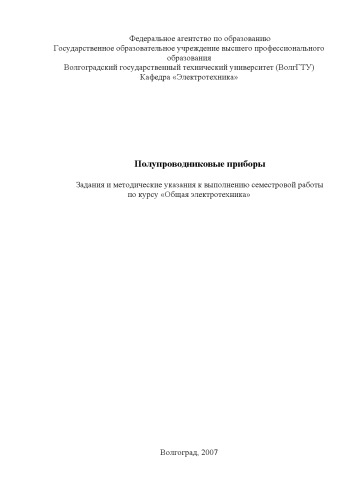 Федеральное агентство по образованию
Государственное образовательное учреждение высшего профессионального
образования
Волгоградский государственный технический университет (ВолгГТУ)
Кафедра «Электротехника»
Полупроводниковые приборы
Задания и методические указания к выполнению семестровой работы
по курсу «Общая электротехника»
Волгоград, 2007